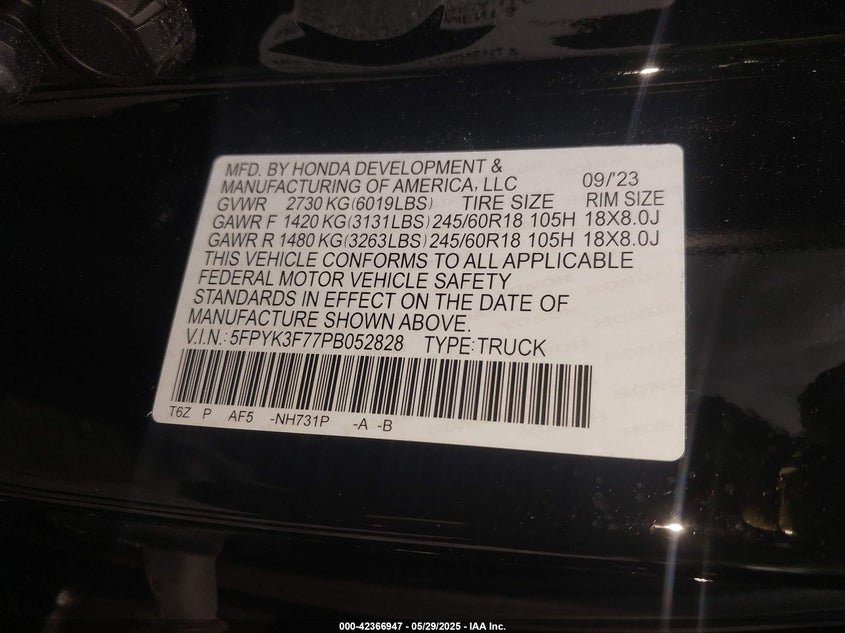 MFD. BY HONDA DEVELOPMENT &
MANUFACTURING OF AMERICA, LLC 09/'23
GVWR 2730 KG(6019LBS) TIRE SIZE RIM SIZE
GAWR F 1420 KG(3131LBS) 245/60R18 105H 18X8.0J
GAWR R 1480 KG(3263LBS) 245/60R18 105H 18X8.0J
THIS VEHICLE CONFORMS TO ALL APPLICABLE
FEDERAL MOTOR VEHICLE SAFETY
STANDARDS IN EFFECT ON THE DATE OF
MANUFACTURE SHOWN ABOVE.
V.I.N.: 5FPYK3F77PB052828 TYPE:TRUCK
T6Z P AF5 -NH731P -A -B
000-42366947 - 05/29/2025 - IAA Inc.